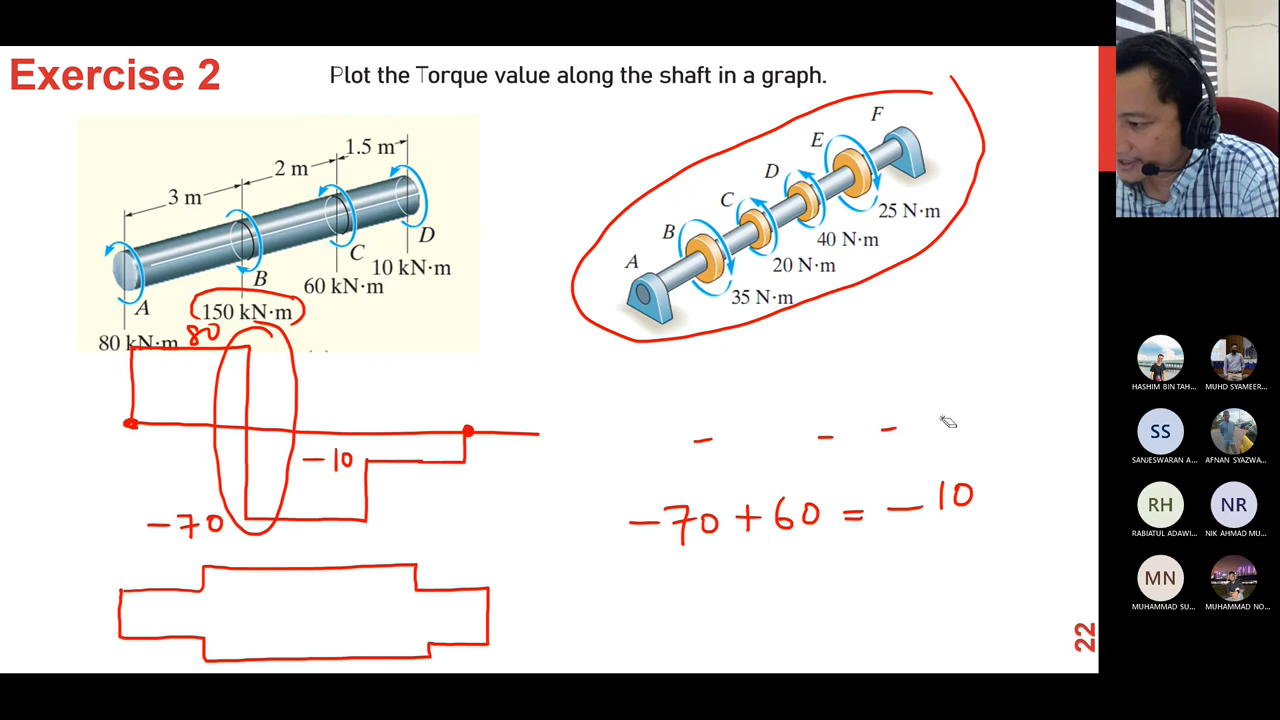 Exercise 2
Plot the Torque value along the shaft in a graph.
1.5 m
2 m
3 m
D
C
10 kN·m
B
60 kN·m
A
150 kN·m
80 kN·m
F
E
D
25 N·m
C
40 N·m
B
20 N·m
A
35 N·m
80
-10
-70
- - -
-70 + 60 = -10
22
HASHIM BIN TAH...
MUHD SYAMEER...
SS
SANJESWARAN A...
AFNAN SYAZWA...
RH
RABIATUL ADAWI...
NR
NIK AHMAD MU...
MN
MUHAMMAD SU...
MUHAMMAD NO...